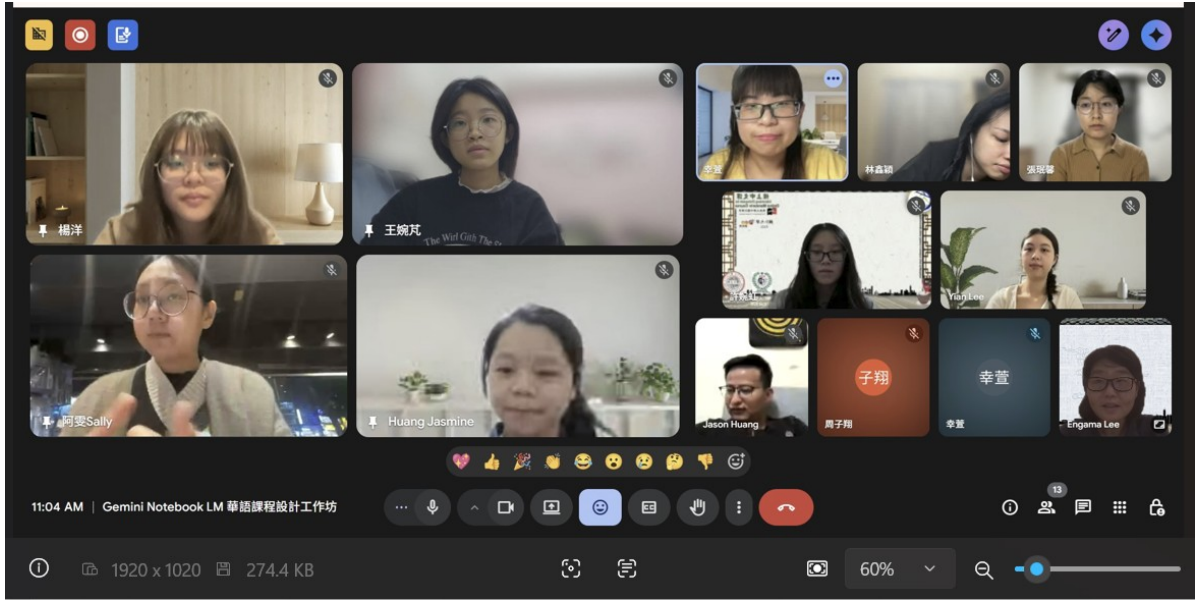 楊洋
王婉芃
The Wirl Girls The
幸萱
林鑫穎
張珉馨
Yian Lee
阿雯Sally
Huang Jasmine
Jason Huang
子翔
周子翔
幸萱
幸萱
Engama Lee
11:04 AM | Gemini Notebook LM 華語課程設計工作坊
13
1920 x 1020
274.4 KB
60%